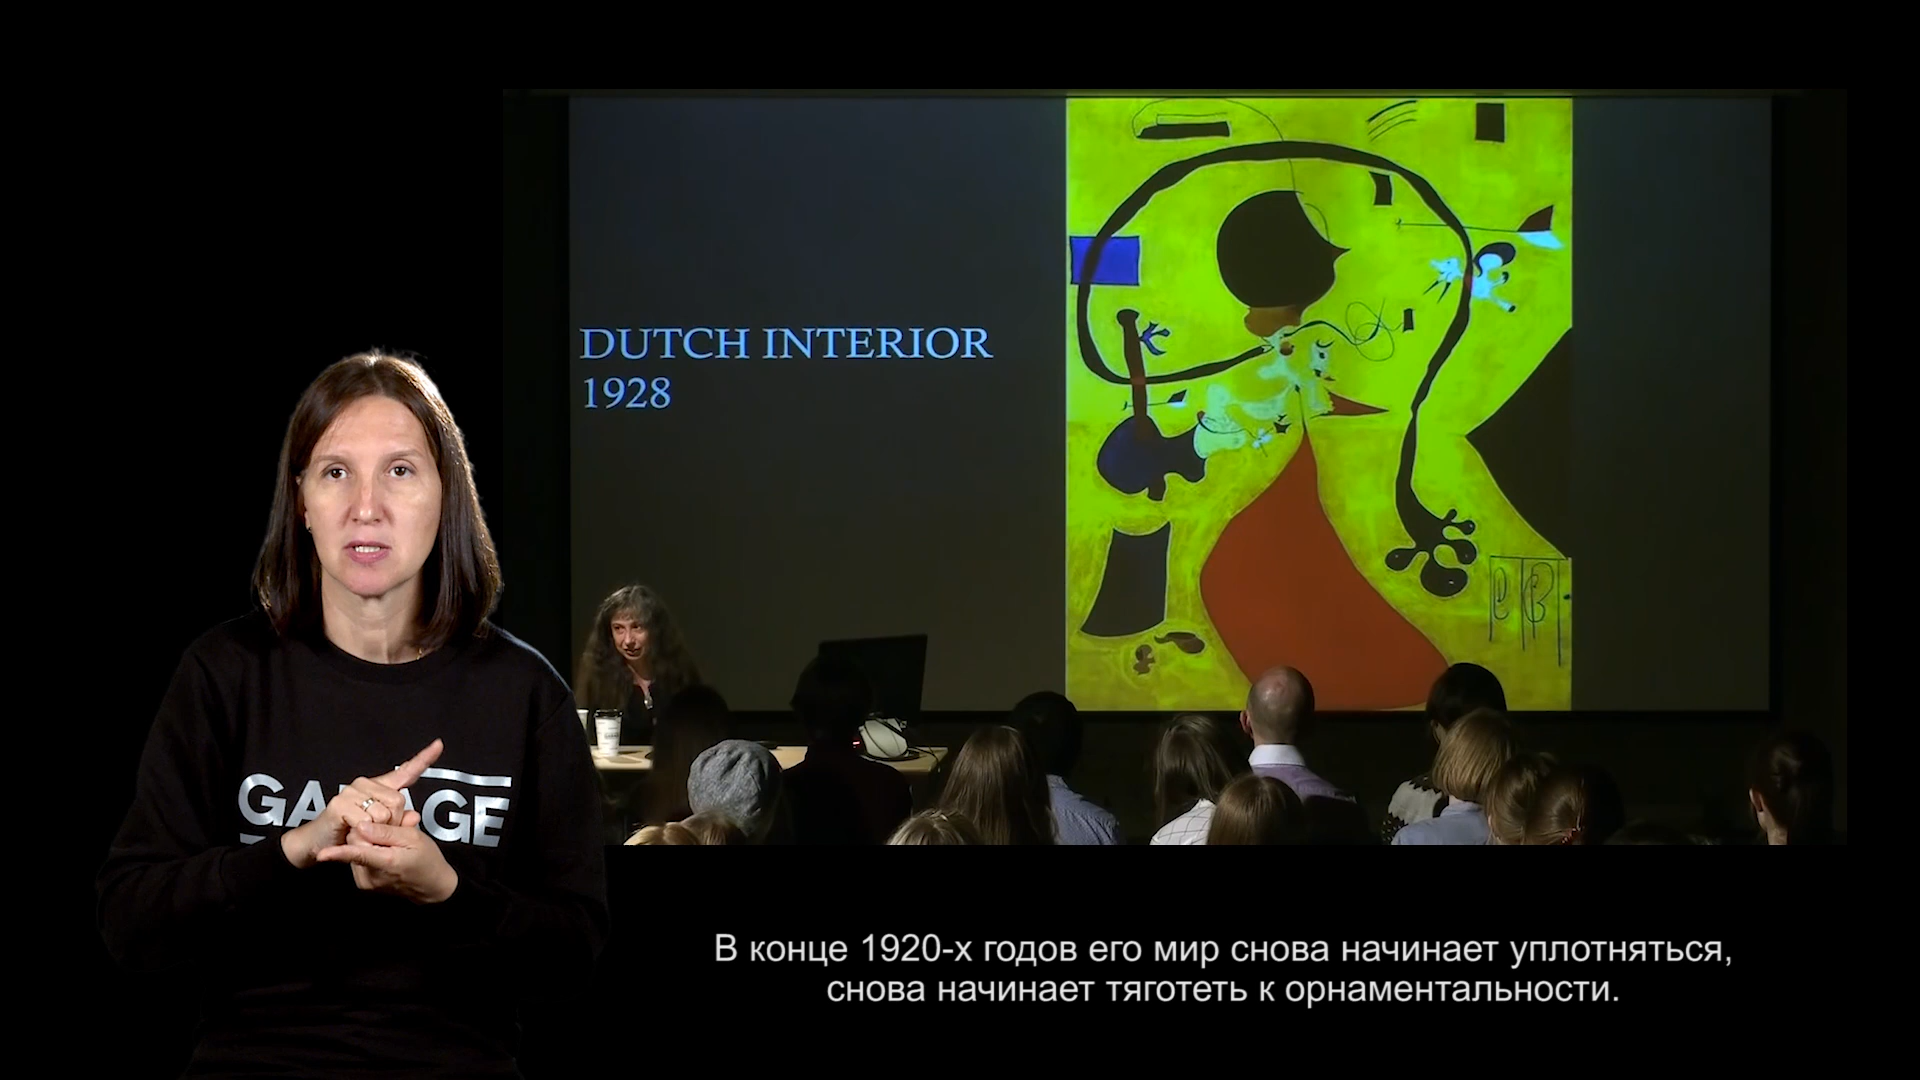 DUTCH INTERIOR
1928
GARAGE
В конце 1920-х годов его мир снова начинает уплотняться,
снова начинает тяготеть к орнаментальности.